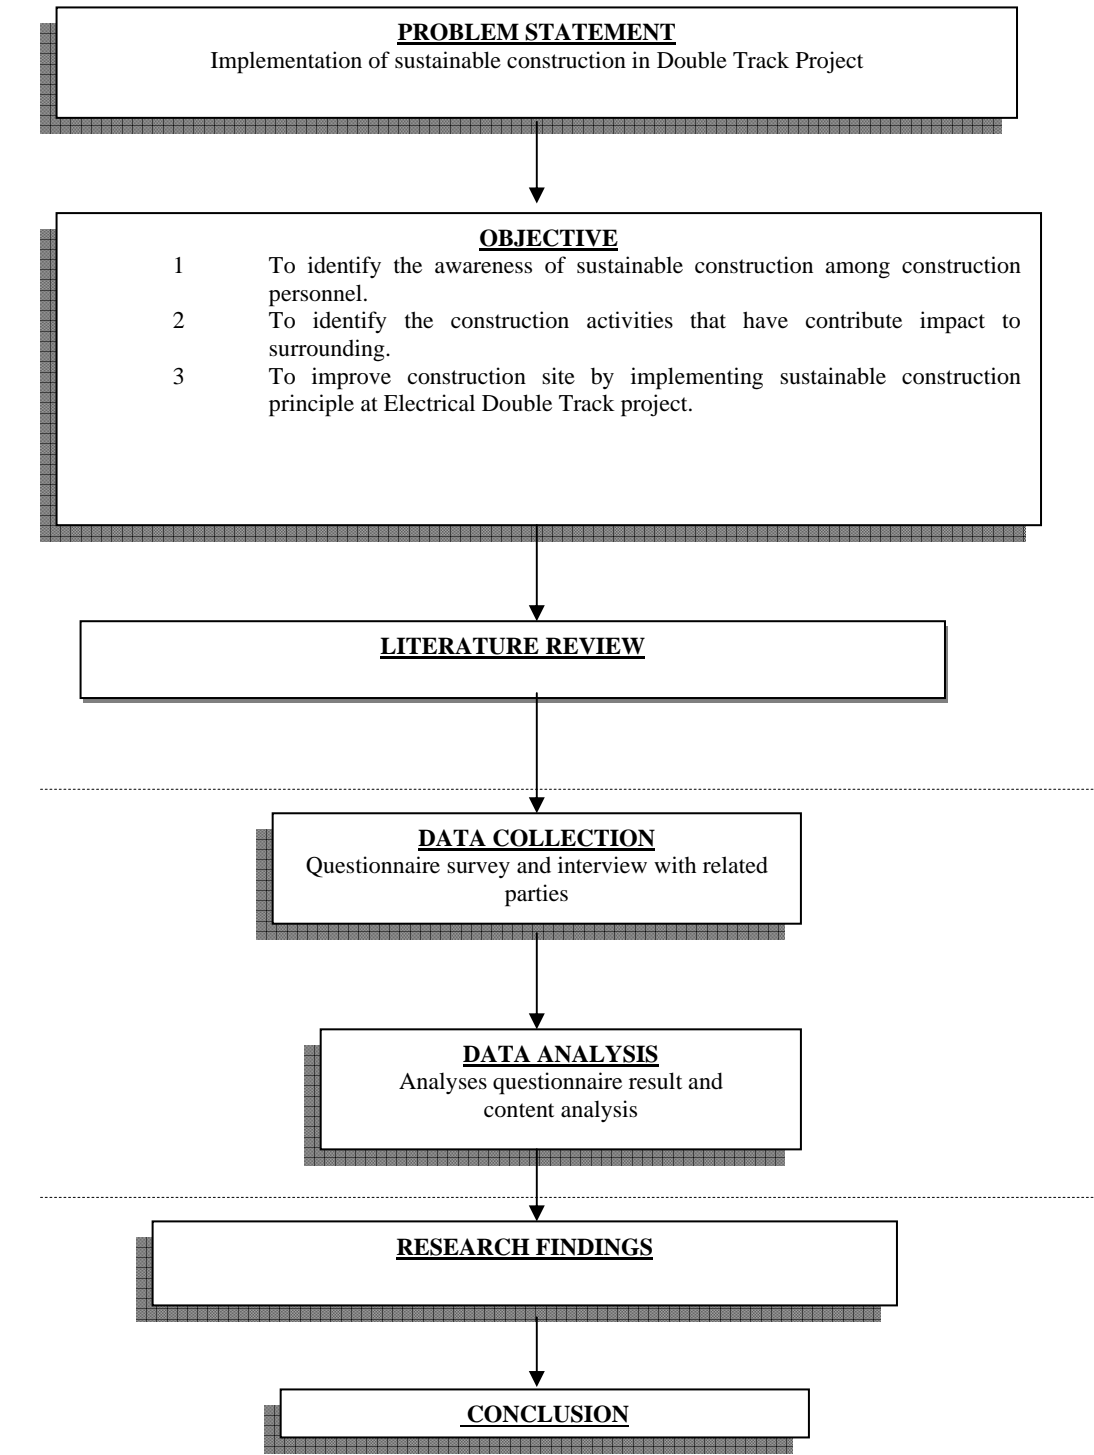 PROBLEM STATEMENT
Implementation of sustainable construction in Double Track Project
OBJECTIVE
1 To identify the awareness of sustainable construction among construction
personnel.
2 To identify the construction activities that have contribute impact to
surrounding.
3 To improve construction site by implementing sustainable construction
principle at Electrical Double Track project.
LITERATURE REVIEW
DATA COLLECTION
Questionnaire survey and interview with related
parties
DATA ANALYSIS
Analyses questionnaire result and
content analysis
RESEARCH FINDINGS
CONCLUSION